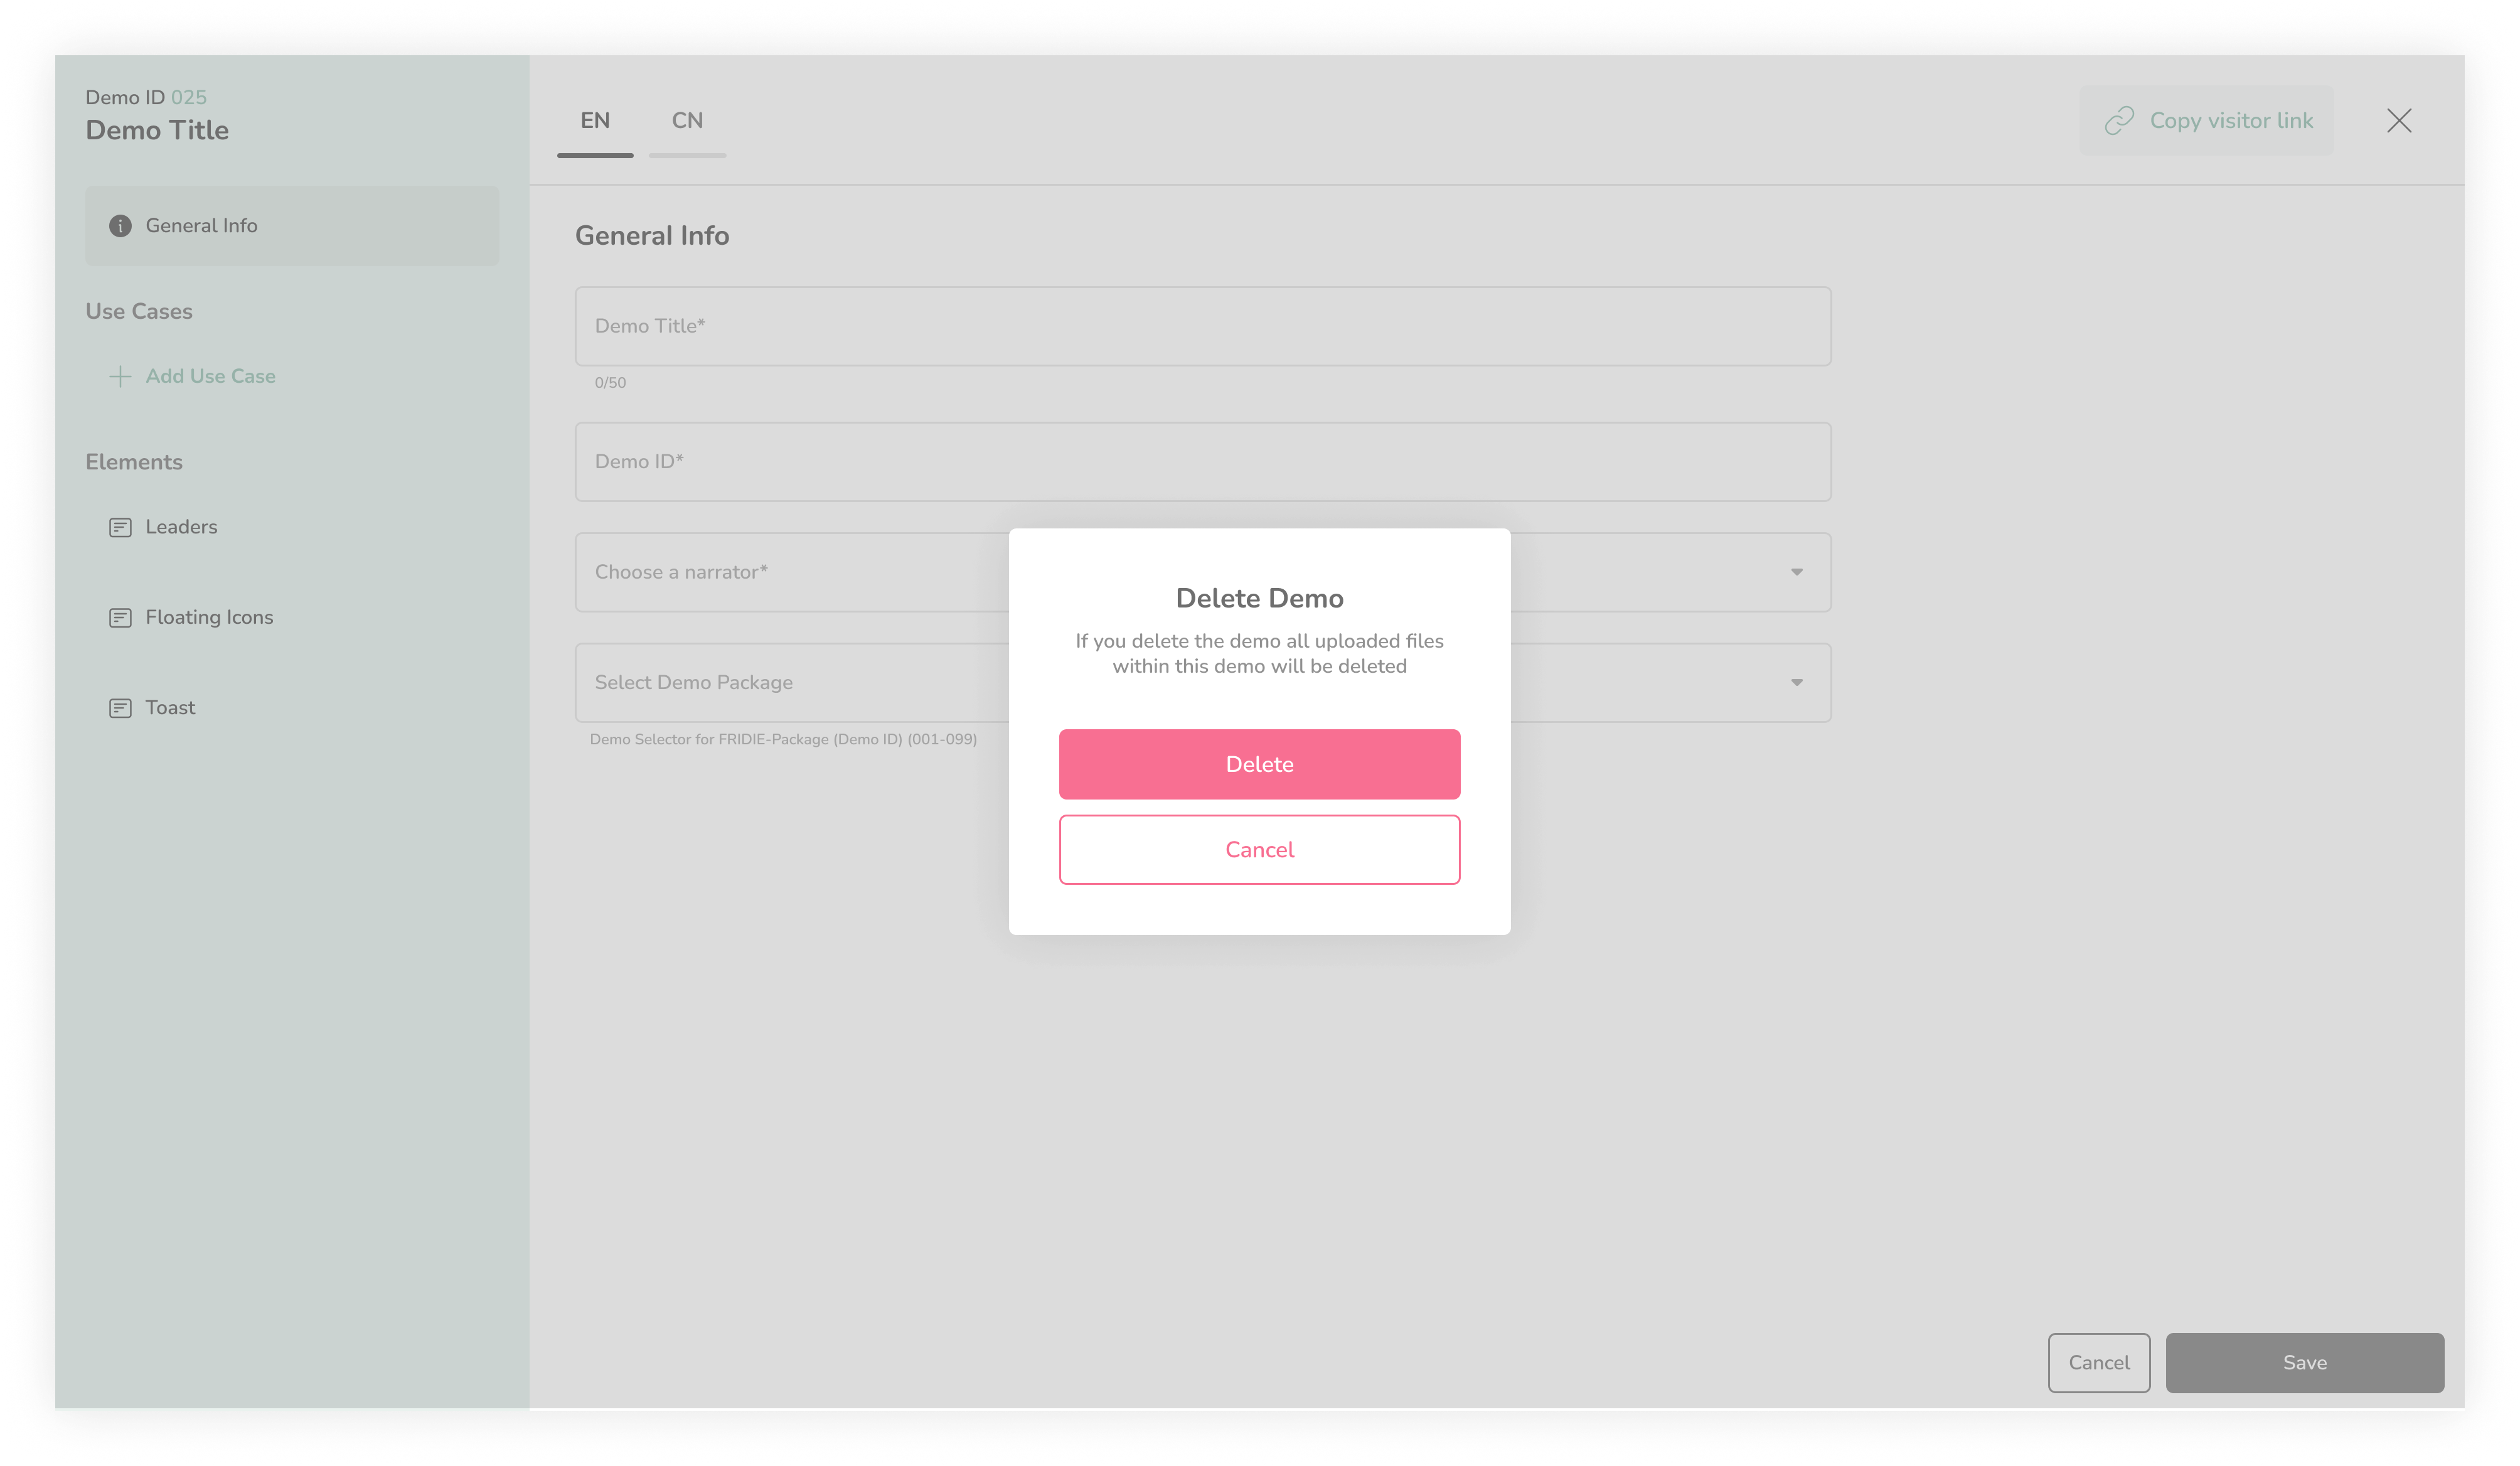 Demo ID 025
Demo Title
General Info
Use Cases
Add Use Case
Elements
Leaders
Floating Icons
Toast
EN
CN
Copy visitor link
General Info
Demo Title*
0/50
Demo ID*
Choose a narrator*
Select Demo Package
Demo Selector for FRIDIE-Package (Demo ID) (001-099)
Delete Demo
If you delete the demo all uploaded files
within this demo will be deleted
Delete
Cancel
Cancel
Save